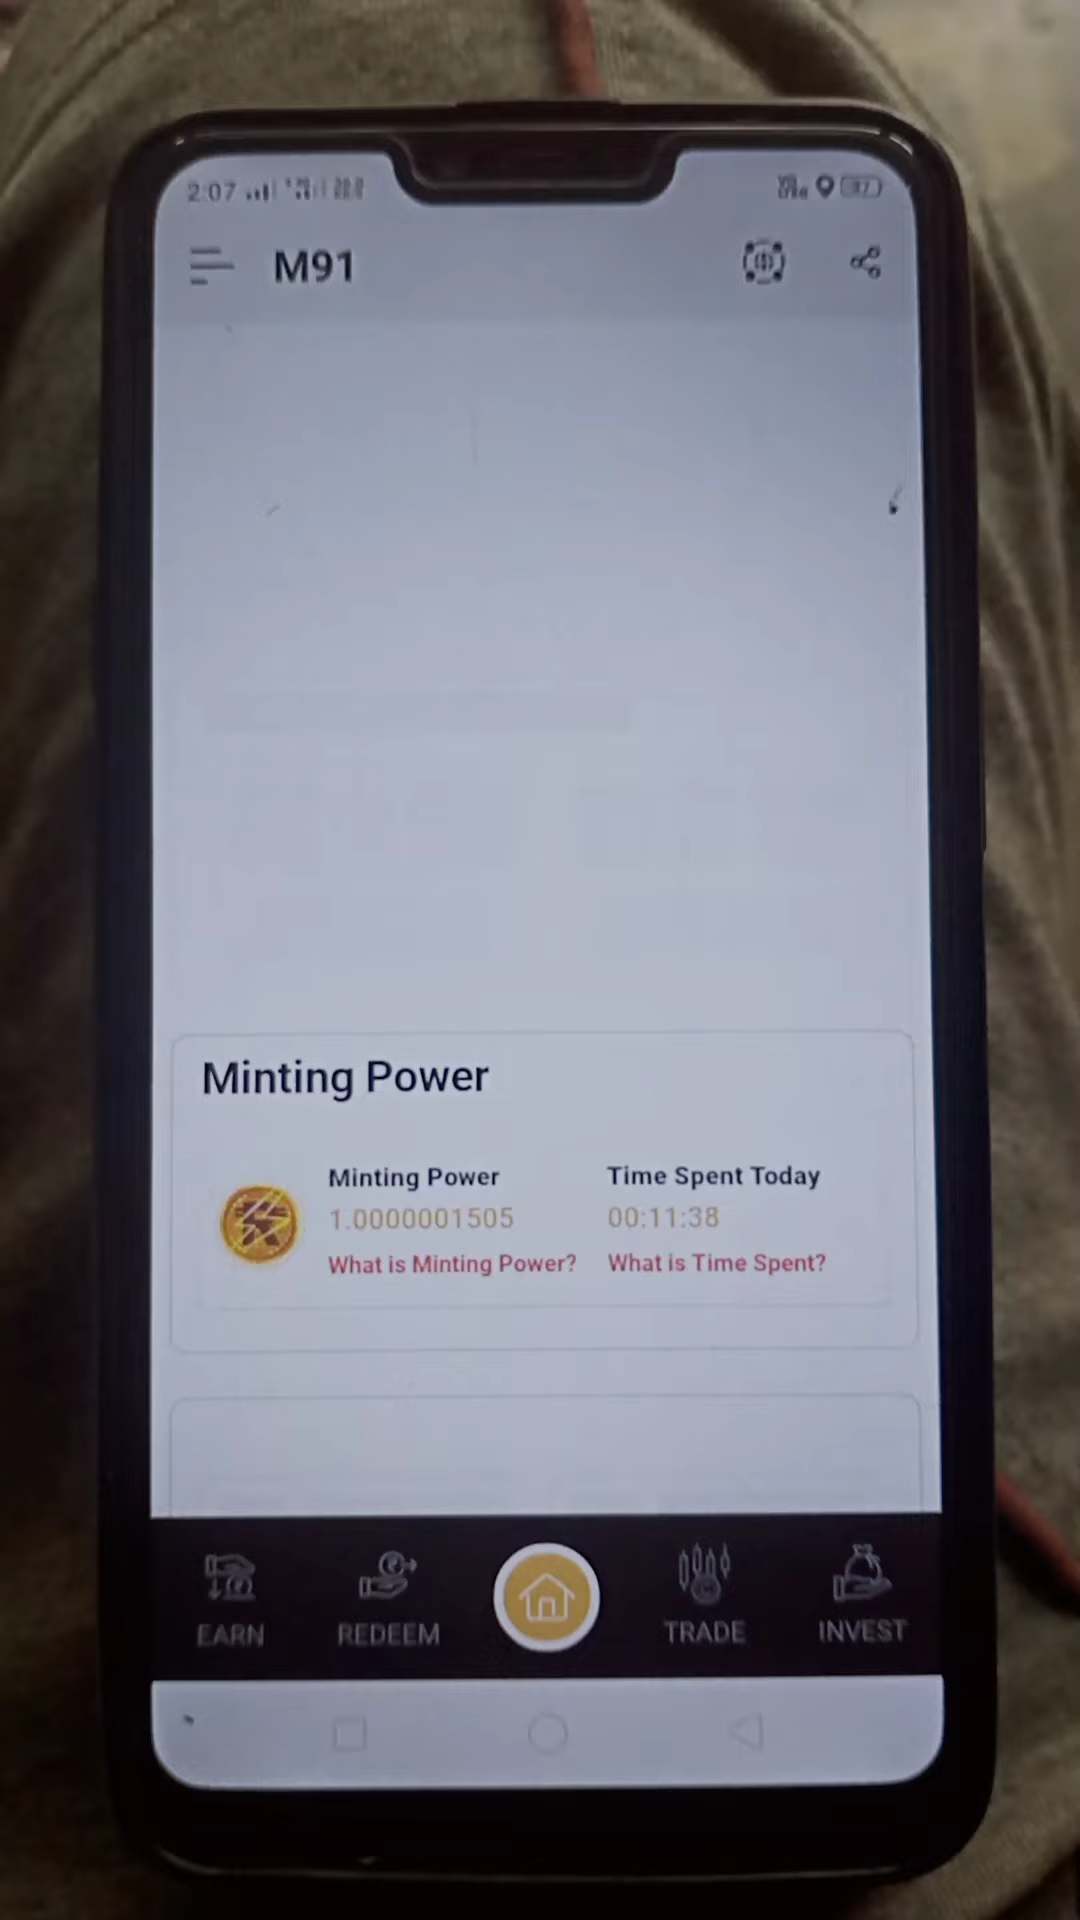 2:07
M91
Minting Power
Minting Power
Time Spent Today
1.0000001505
00:11:38
What is Minting Power?
What is Time Spent?
EARN
REDEEM
TRADE
INVEST